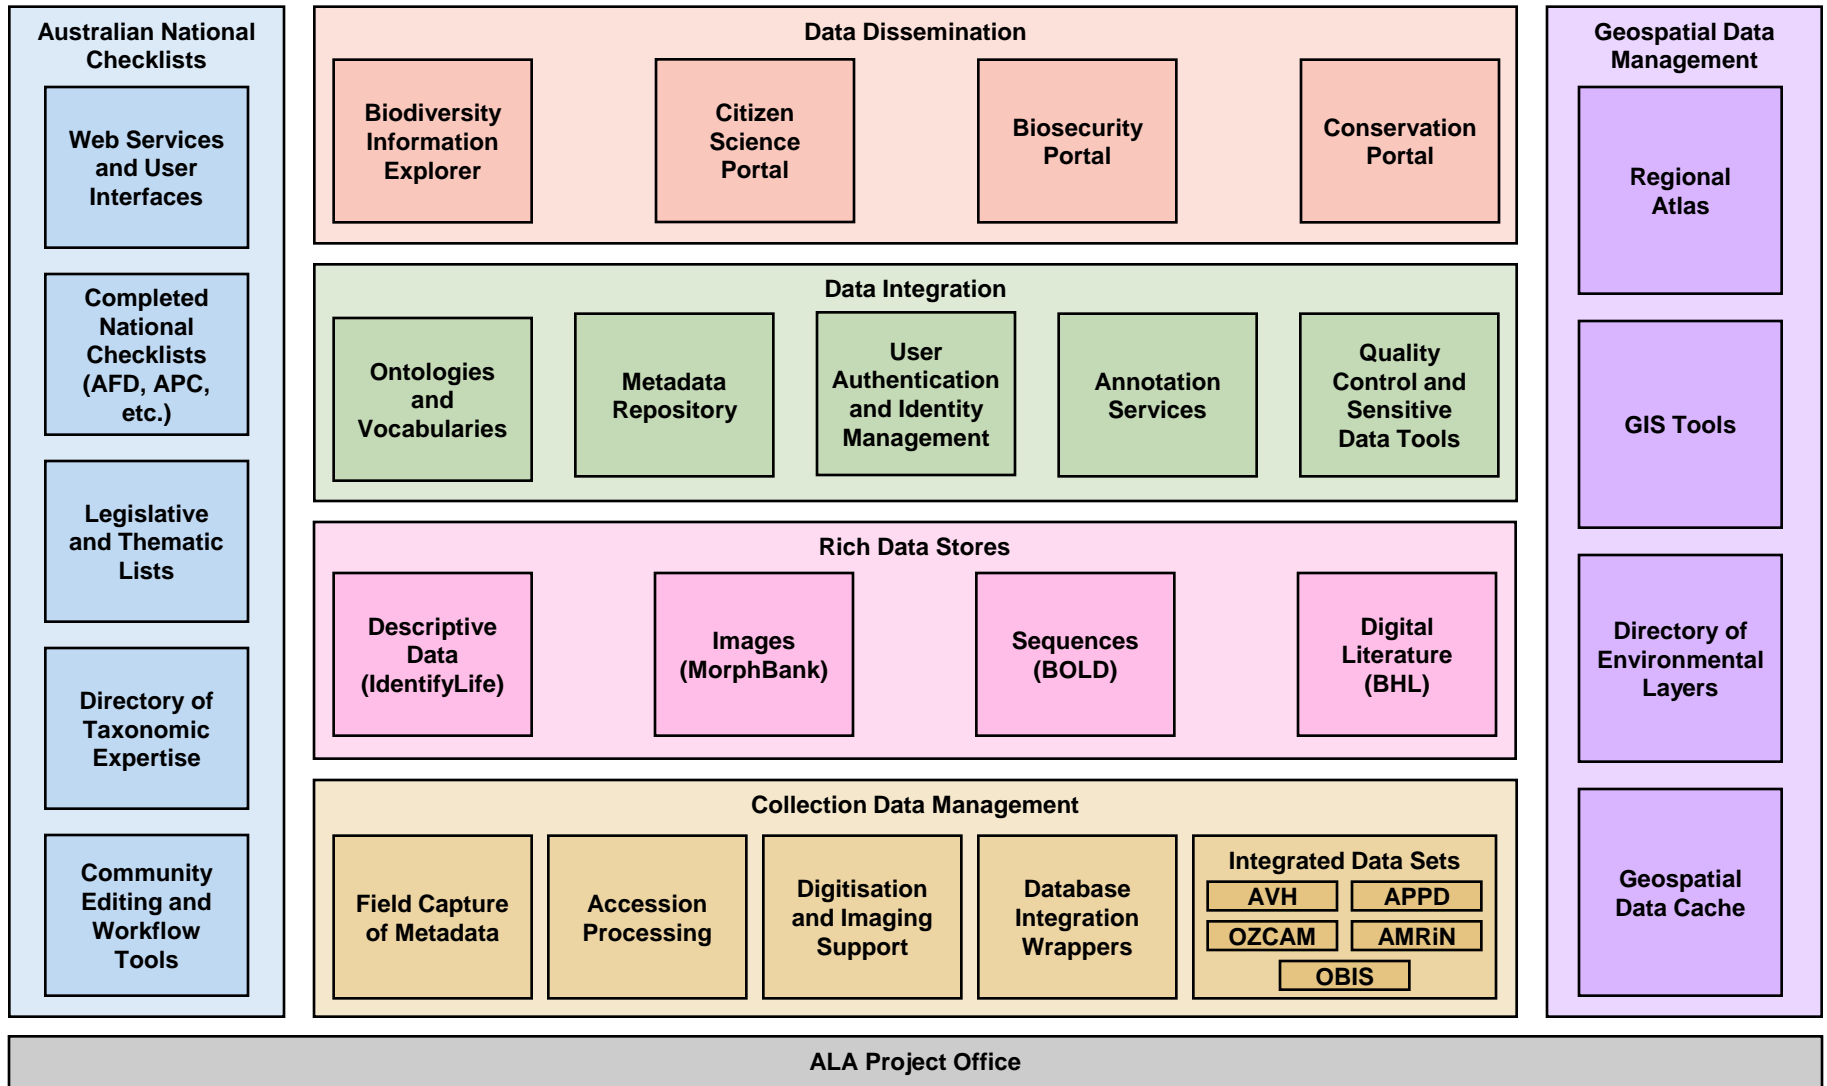 Australian National
Checklists
Web Services
and User
Interfaces
Completed
National
Checklists
(AFD, APC,
etc.)
Legislative
and Thematic
Lists
Directory of
Taxonomic
Expertise
Community
Editing and
Workflow
Tools
Data Dissemination
Biodiversity
Information
Explorer
Citizen
Science
Portal
Biosecurity
Portal
Conservation
Portal
Data Integration
Ontologies
and
Vocabularies
Metadata
Repository
User
Authentication
and Identity
Management
Annotation
Services
Quality
Control and
Sensitive
Data Tools
Rich Data Stores
Descriptive
Data
(IdentifyLife)
Images
(MorphBank)
Sequences
(BOLD)
Digital
Literature
(BHL)
Collection Data Management
Field Capture
of Metadata
Accession
Processing
Digitisation
and Imaging
Support
Database
Integration
Wrappers
Integrated Data Sets
AVH
APPD
OZCAM
AMRiN
OBIS
Geospatial Data
Management
Regional
Atlas
GIS Tools
Directory of
Environmental
Layers
Geospatial
Data Cache
ALA Project Office